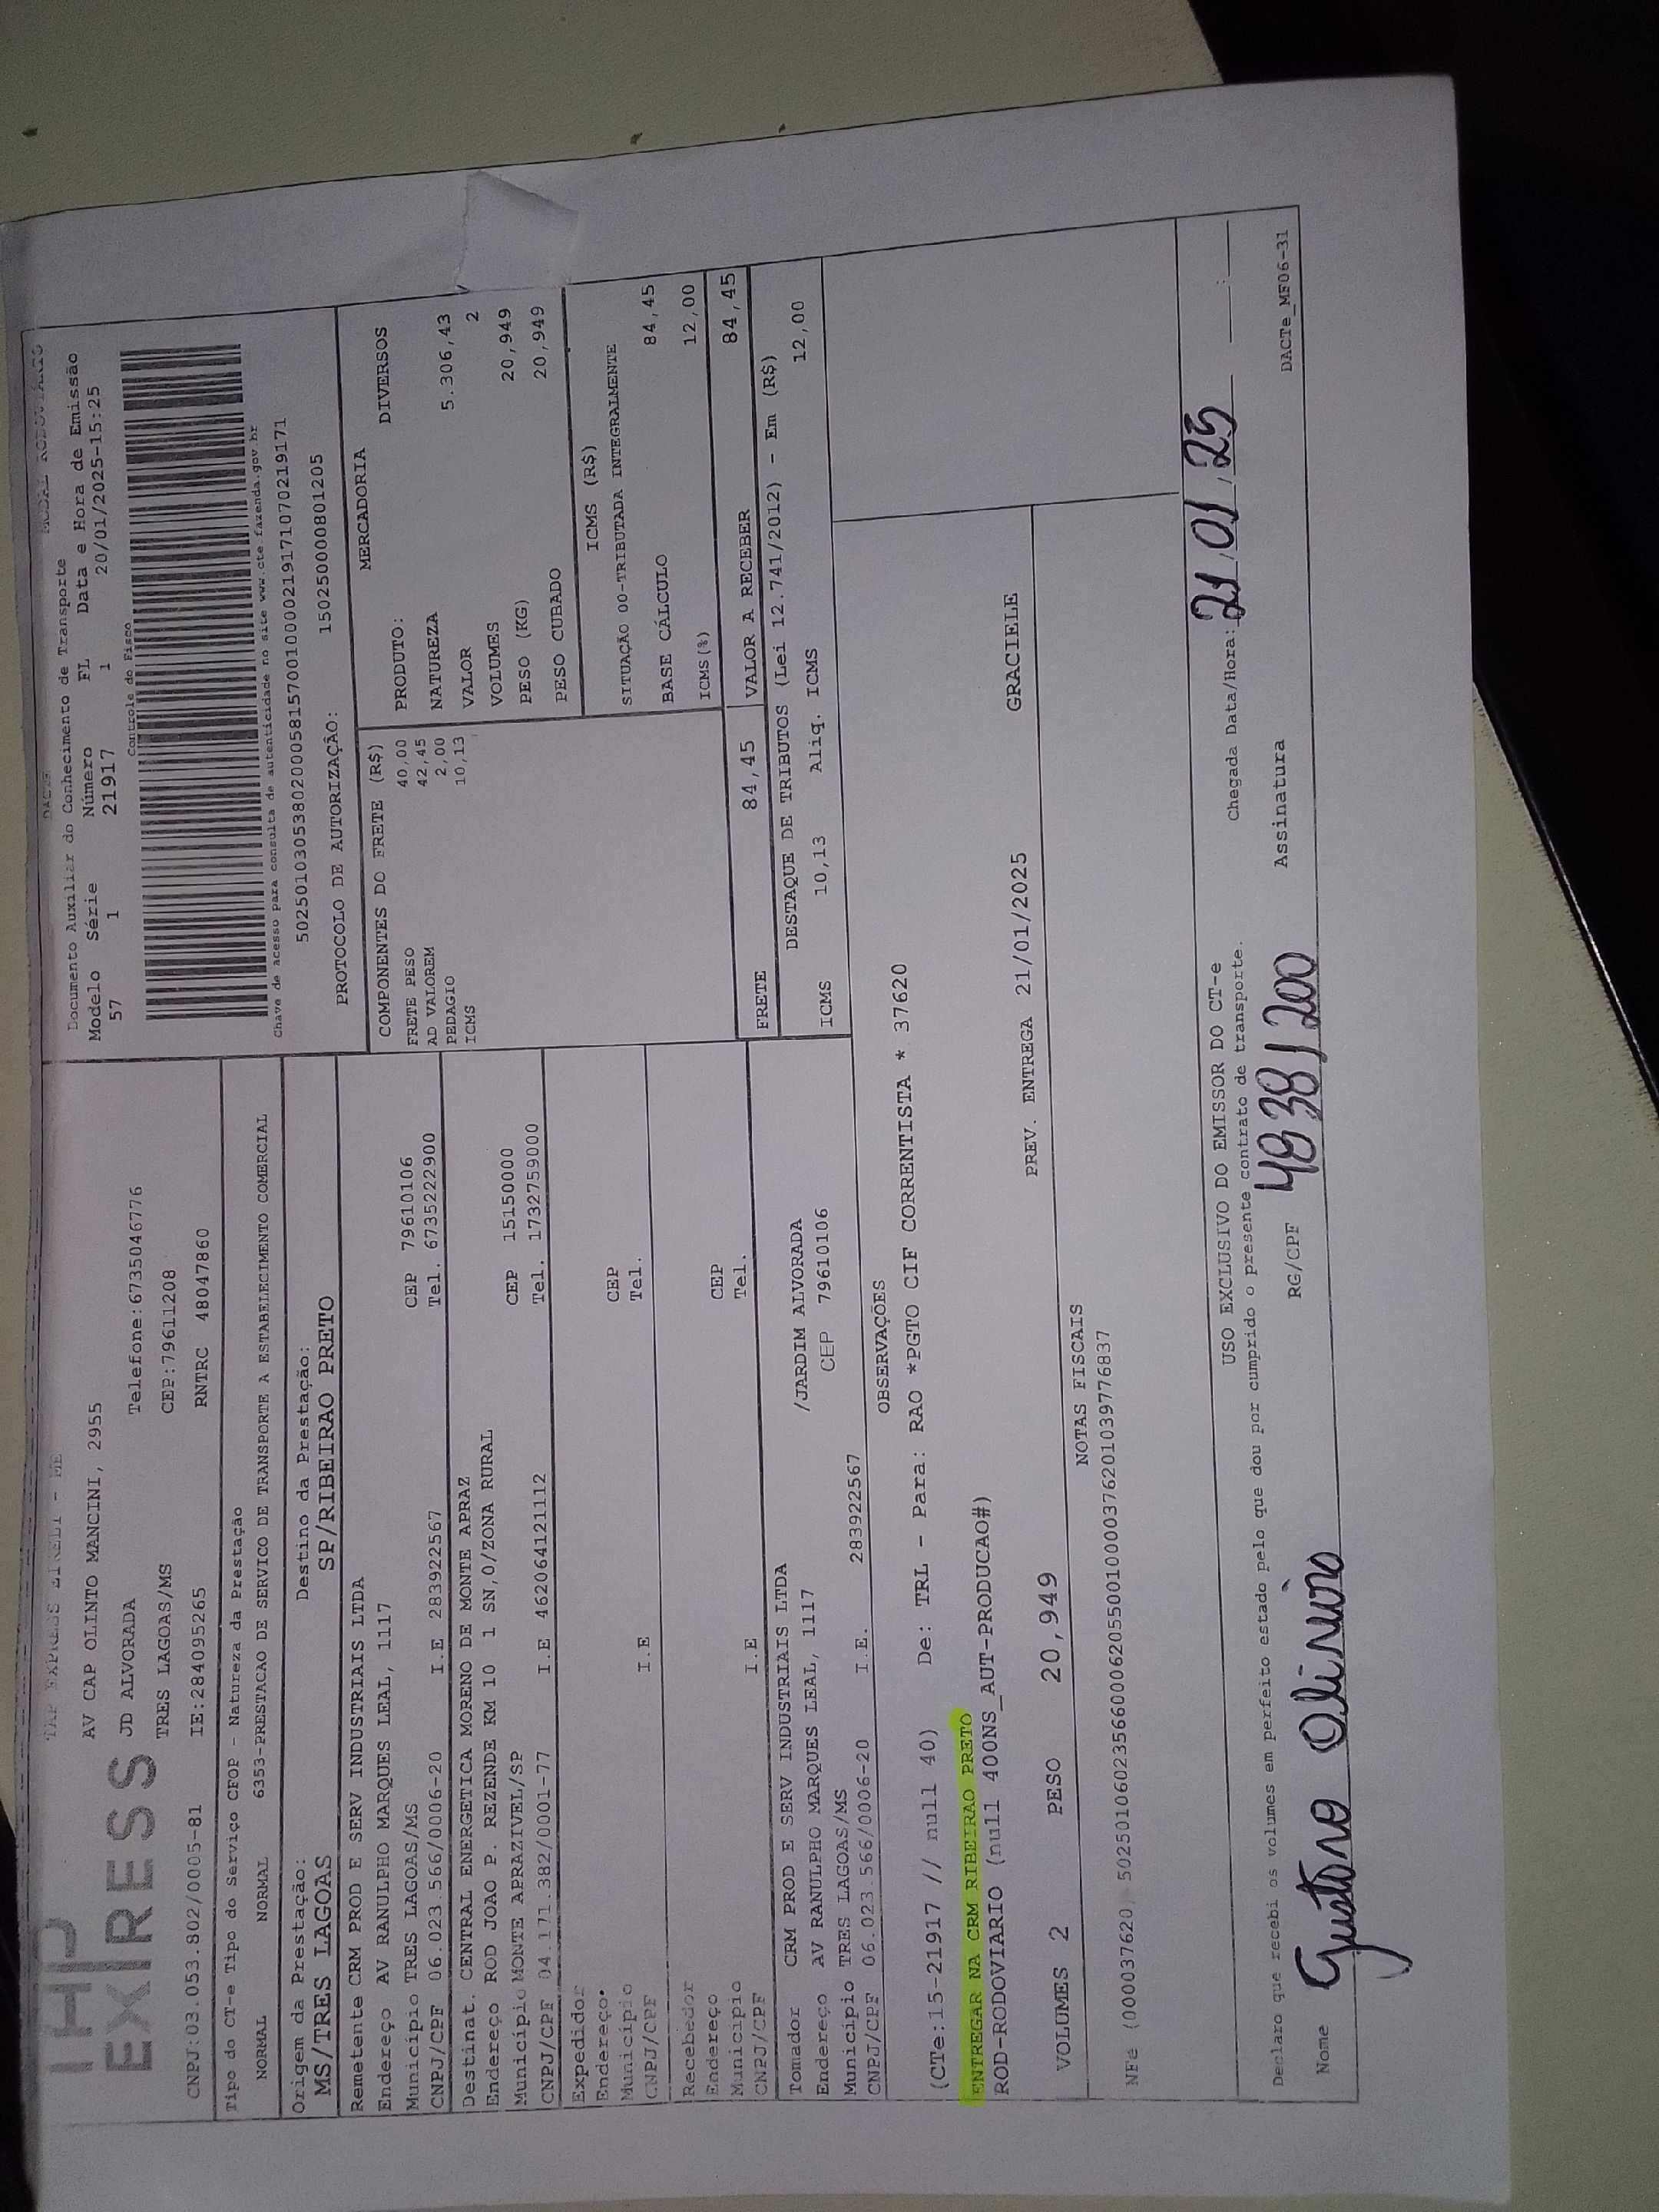 EXPRESS
TAP EXPRESS EIRELI - ME
AV CAP OLINTO MANCINI, 2955
JD ALVORADA Telefone:6735046776
TRES LAGOAS/MS CEP:79611208
CNPJ:03.053.802/0005-81 IE:284095265 RNTRC 48047860
DACTE MODAL RODOVIARIO
Documento Auxiliar do Conhecimento de Transporte
Modelo Série Número FL Data e Hora de Emissão
57 1 21917 1 20/01/2025-15:25
Controle do Fisco
Chave de acesso para consulta de autenticidade no site www.cte.fazenda.gov.br
50250103053802000581570010000219171070219171
PROTOCOLO DE AUTORIZAÇÃO: 150250000801205
Tipo do CT-e Tipo do Serviço CFOP - Natureza da Prestação
NORMAL NORMAL 6353-PRESTACAO DE SERVICO DE TRANSPORTE A ESTABELECIMENTO COMERCIAL
Origem da Prestação: Destino da Prestação:
MS/TRES LAGOAS SP/RIBEIRAO PRETO
Remetente CRM PROD E SERV INDUSTRIAIS LTDA
Endereço AV RANULPHO MARQUES LEAL, 1117
Município TRES LAGOAS/MS CEP 79610106
CNPJ/CPF 06.023.566/0006-20 I.E 283922567 Tel. 6735222900
Destinat. CENTRAL ENERGETICA MORENO DE MONTE APRAZ
Endereço ROD JOAO P. REZENDE KM 10 1 SN,0/ZONA RURAL
Município MONTE APRAZIVEL/SP CEP 15150000
CNPJ/CPF 04.171.382/0001-77 I.E 462064121112 Tel. 1732759000
Expedidor
Endereço
Município CEP
CNPJ/CPF I.E Tel.
Recebedor
Endereço
Município CEP
CNPJ/CPF I.E Tel.
Tomador CRM PROD E SERV INDUSTRIAIS LTDA
Endereço AV RANULPHO MARQUES LEAL, 1117 /JARDIM ALVORADA
Município TRES LAGOAS/MS CEP 79610106
CNPJ/CPF 06.023.566/0006-20 I.E. 283922567
COMPONENTES DO FRETE (R$)
FRETE PESO 40,00
AD VALOREM 42,45
PEDAGIO 2,00
ICMS 10,13
MERCADORIA
PRODUTO: DIVERSOS
NATUREZA
VALOR 5.306,43
VOLUMES 2
PESO (KG) 20,949
PESO CUBADO 20,949
ICMS (R$)
SITUAÇÃO 00-TRIBUTADA INTEGRALMENTE
BASE CÁLCULO 84,45
ICMS(%) 12,00
FRETE 84,45 VALOR A RECEBER 84,45
DESTAQUE DE TRIBUTOS (Lei 12.741/2012) - Em (R$)
ICMS 10,13 Aliq. ICMS 12,00
OBSERVAÇÕES
(CTe:15-21917 // null 40) De: TRL - Para: RAO *PGTO CIF CORRENTISTA * 37620
ENTREGAR NA CRM RIBEIRAO PRETO
ROD-RODOVIARIO (null 400NS_AUT-PRODUCAO#)
PREV. ENTREGA 21/01/2025 GRACIELE
VOLUMES 2 PESO 20,949
NOTAS FISCAIS
NFe (000037620, 50250106023566000620550010000376201039776837
USO EXCLUSIVO DO EMISSOR DO CT-e
Declaro que recebi os volumes em perfeito estado pelo que dou por cumprido o presente contrato de transporte.
Chegada Data/Hora: 21/01/25 __:__
Nome Gustavo Oliveira RG/CPF 48381200 Assinatura
DACTe_MF06-31